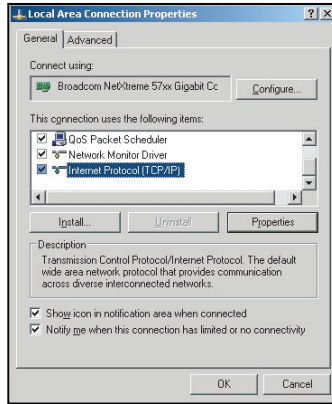 Local Area Connection Properties
General Advanced
Connect using:
Broadcom NetXtreme 57xx Gigabit Cc Configure...
This connection uses the following items:
QoS Packet Scheduler
Network Monitor Driver
Internet Protocol (TCP/IP)
Install... Uninstall Properties
Description
Transmission Control Protocol/Internet Protocol. The default
wide area network protocol that provides communication
across diverse interconnected networks.
Show icon in notification area when connected
Notify me when this connection has limited or no connectivity
OK Cancel